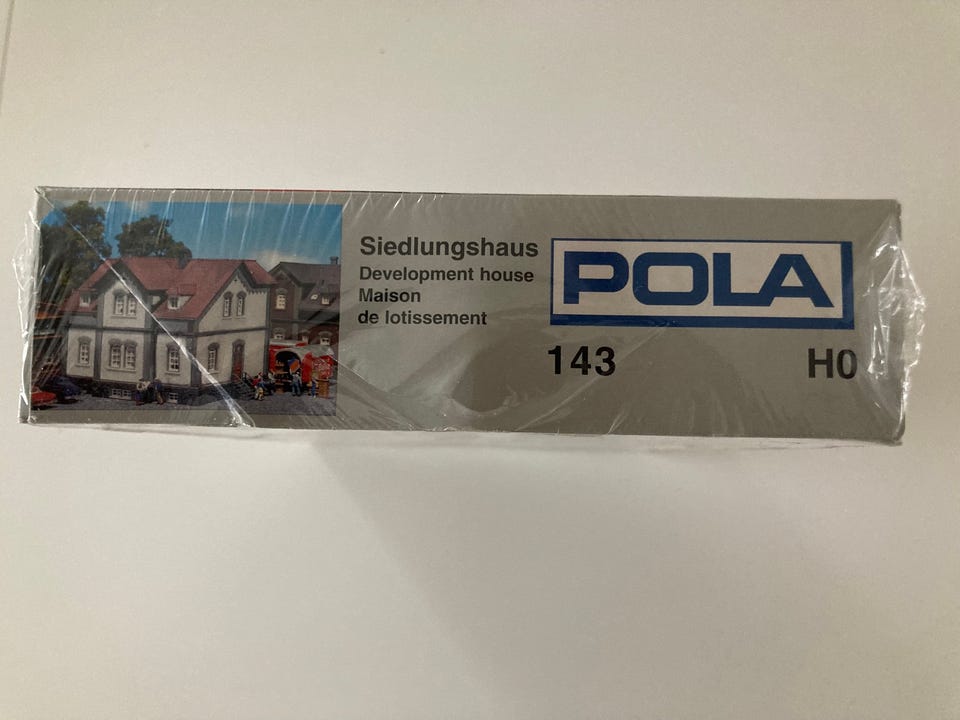 Siedlungshaus
Development house
Maison
de lotissement
POLA
143
H0